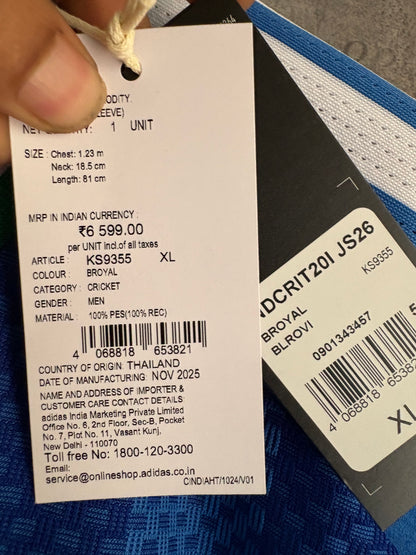 ODITY:
LEEVE)
NET QUANTITY: 1 UNIT
SIZE: Chest: 1.23 m
Neck: 18.5 cm
Length: 81 cm
MRP IN INDIAN CURRENCY:
₹6 599.00
per UNIT incl.of all taxes
ARTICLE: KS9355 XL
COLOUR: BROYAL
CATEGORY: CRICKET
GENDER: MEN
MATERIAL: 100% PES(100% REC)
4 068818 653821
COUNTRY OF ORIGIN: THAILAND
DATE OF MANUFACTURING: NOV 2025
NAME AND ADDRESS OF IMPORTER &
CUSTOMER CARE CONTACT DETAILS:
adidas India Marketing Private Limited
Office No. 6, 2nd Floor, Sec-B, Pocket
No. 7, Plot No. 11, Vasant Kunj,
New Delhi - 110070
Toll free No: 1800-120-3300
Email:
service@onlineshop.adidas.co.in
CIND/AHT/1024/V01
NDCRIT20I JS26
KS9355
BROYAL
BLROVI
0901343457
4 068818 65382
XL